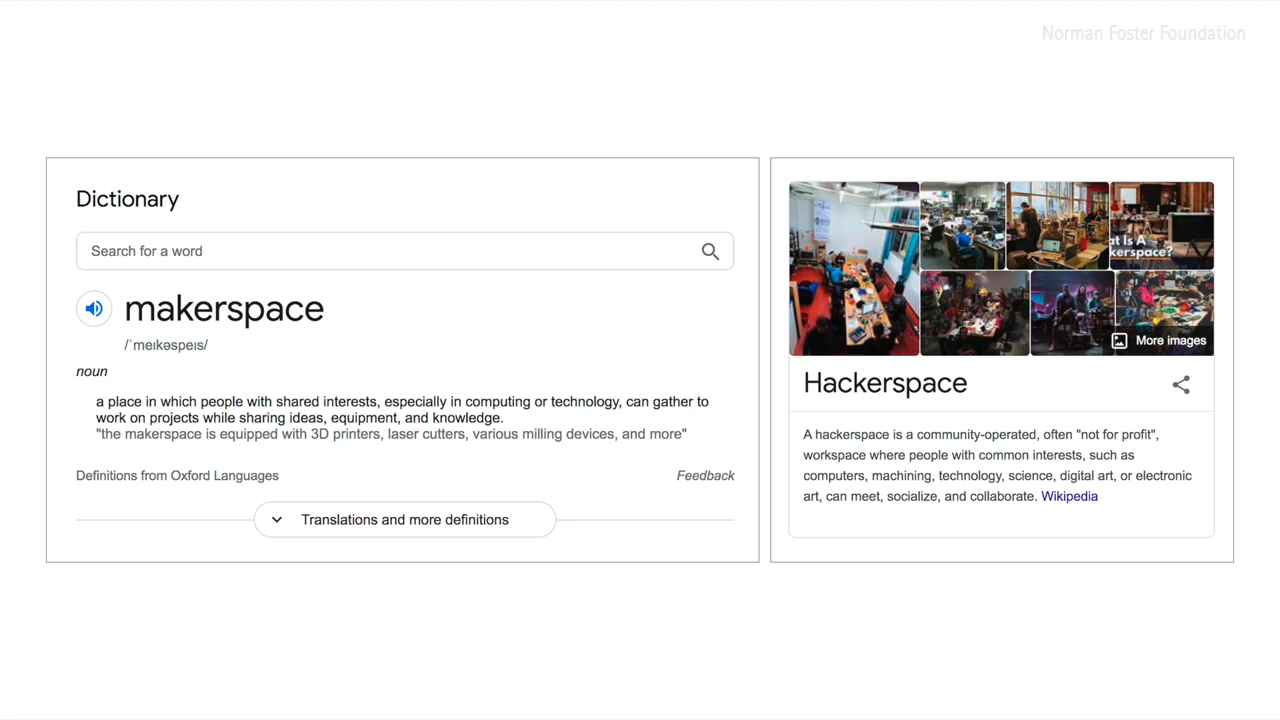 Norman Foster Foundation
Dictionary
Search for a word
makerspace
/ˈmeɪkəspeɪs/
noun
a place in which people with shared interests, especially in computing or technology, can gather to
work on projects while sharing ideas, equipment, and knowledge.
"the makerspace is equipped with 3D printers, laser cutters, various milling devices, and more"
Definitions from Oxford Languages
Feedback
Translations and more definitions
at Is A
kerspace?
More images
Hackerspace
A hackerspace is a community-operated, often "not for profit",
workspace where people with common interests, such as
computers, machining, technology, science, digital art, or electronic
art, can meet, socialize, and collaborate. Wikipedia